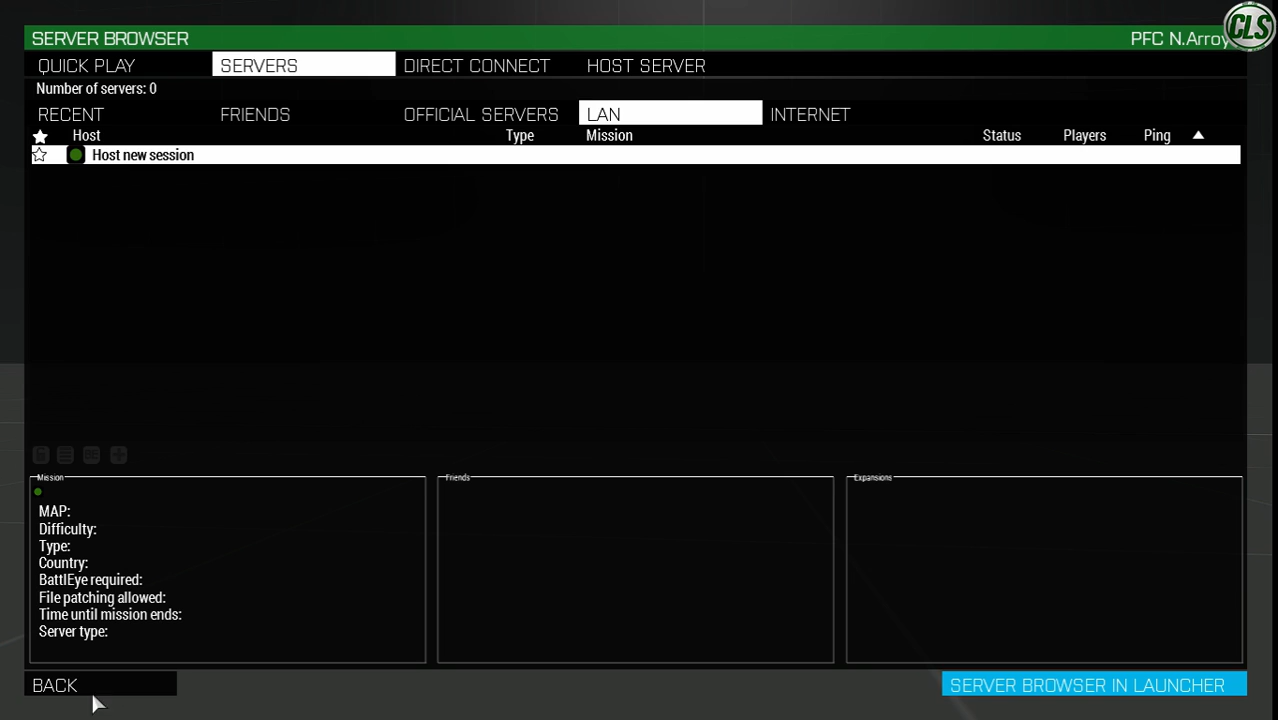 SERVER BROWSER
PFC N.Arroy
CLS
QUICK PLAY SERVERS DIRECT CONNECT HOST SERVER
Number of servers: 0
RECENT FRIENDS OFFICIAL SERVERS LAN INTERNET
Host Type Mission Status Players Ping
Host new session
Mission
Friends
Expansions
MAP:
Difficulty:
Type:
Country:
BattlEye required:
File patching allowed:
Time until mission ends:
Server type:
BACK
SERVER BROWSER IN LAUNCHER